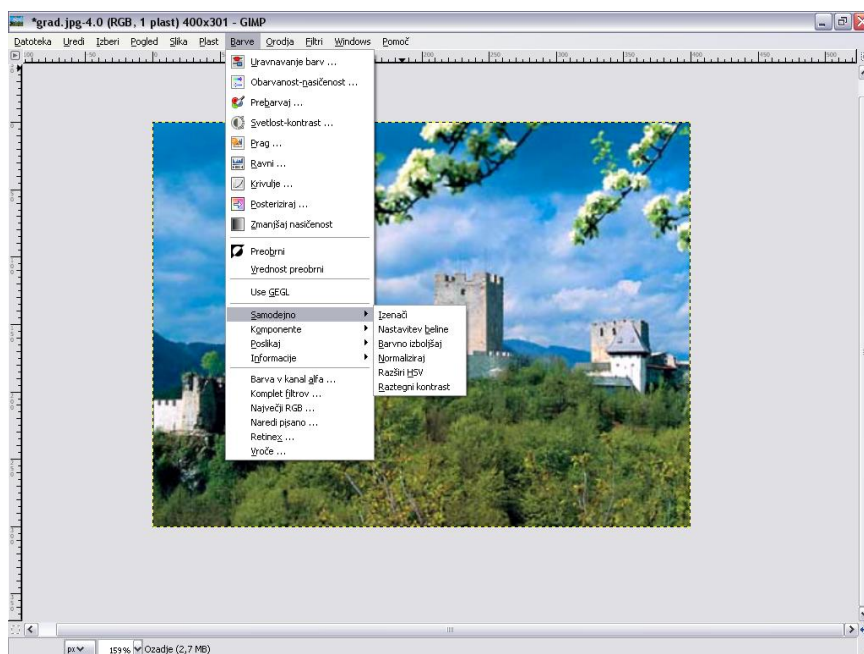 *grad.jpg-4.0 (RGB, 1 plast) 400x301 - GIMP
Datoteka Uredi Izberi Pogled Slika Plast Barve Orodja Filtri Windows Pomoč
Uravnavanje barv ...
Obarvanost-nasičenost ...
Prebarvaj ...
Svetlost-kontrast ...
Prag ...
Ravni ...
Krivulje ...
Posteriziraj ...
Zmanjšaj nasičenost
Preobrni
Vrednost preobrni
Use GEGL
Samodejno
Komponente
Poslikaj
Informacije
Barva v kanal alfa ...
Komplet filtrov ...
Največji RGB ...
Naredi pisano ...
Retinex ...
Vroče ...
Izenači
Nastavitev beline
Barvno izboljšaj
Normaliziraj
Razširi HSV
Raztegni kontrast
px 159% Ozadje (2,7 MB)